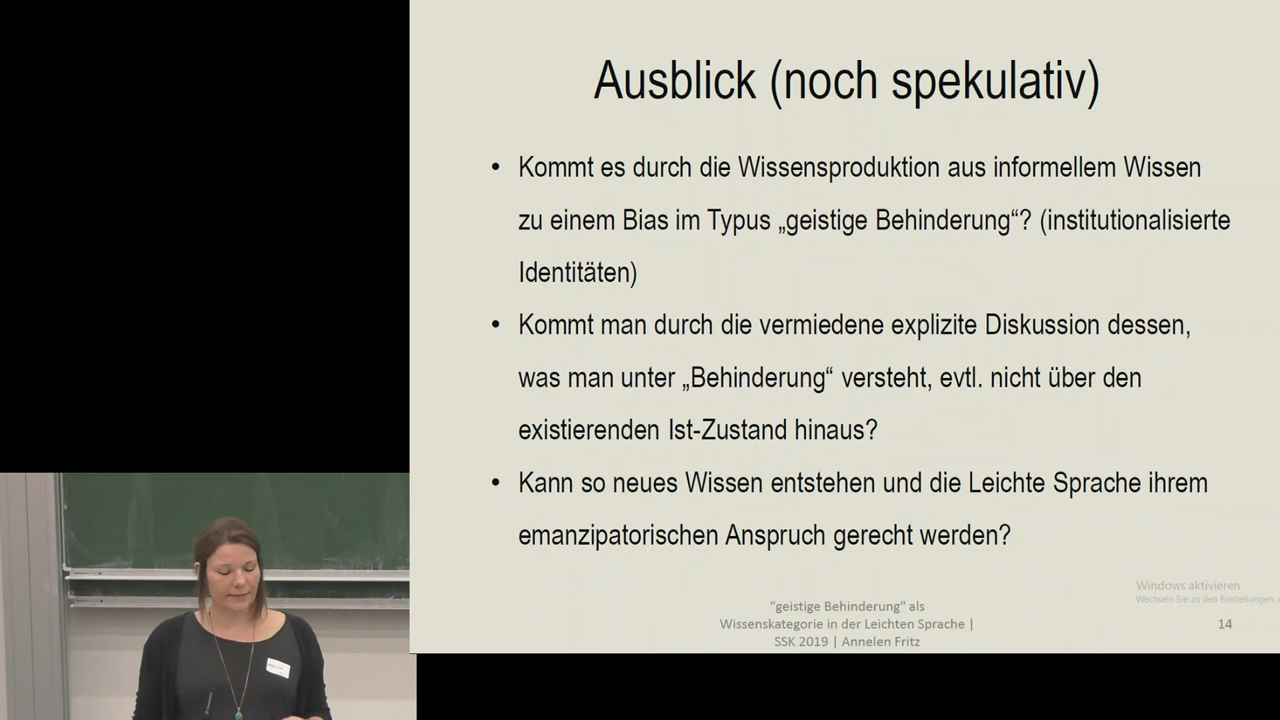 Ausblick (noch spekulativ)
• Kommt es durch die Wissensproduktion aus informellem Wissen
zu einem Bias im Typus „geistige Behinderung“? (institutionalisierte
Identitäten)
• Kommt man durch die vermiedene explizite Diskussion dessen,
was man unter „Behinderung“ versteht, evtl. nicht über den
existierenden Ist-Zustand hinaus?
• Kann so neues Wissen entstehen und die Leichte Sprache ihrem
emanzipatorischen Anspruch gerecht werden?
Windows aktivieren
Wechseln Sie zu den Einstellungen,
"geistige Behinderung" als
Wissenskategorie in der Leichten Sprache |
SSK 2019 | Annelen Fritz
14